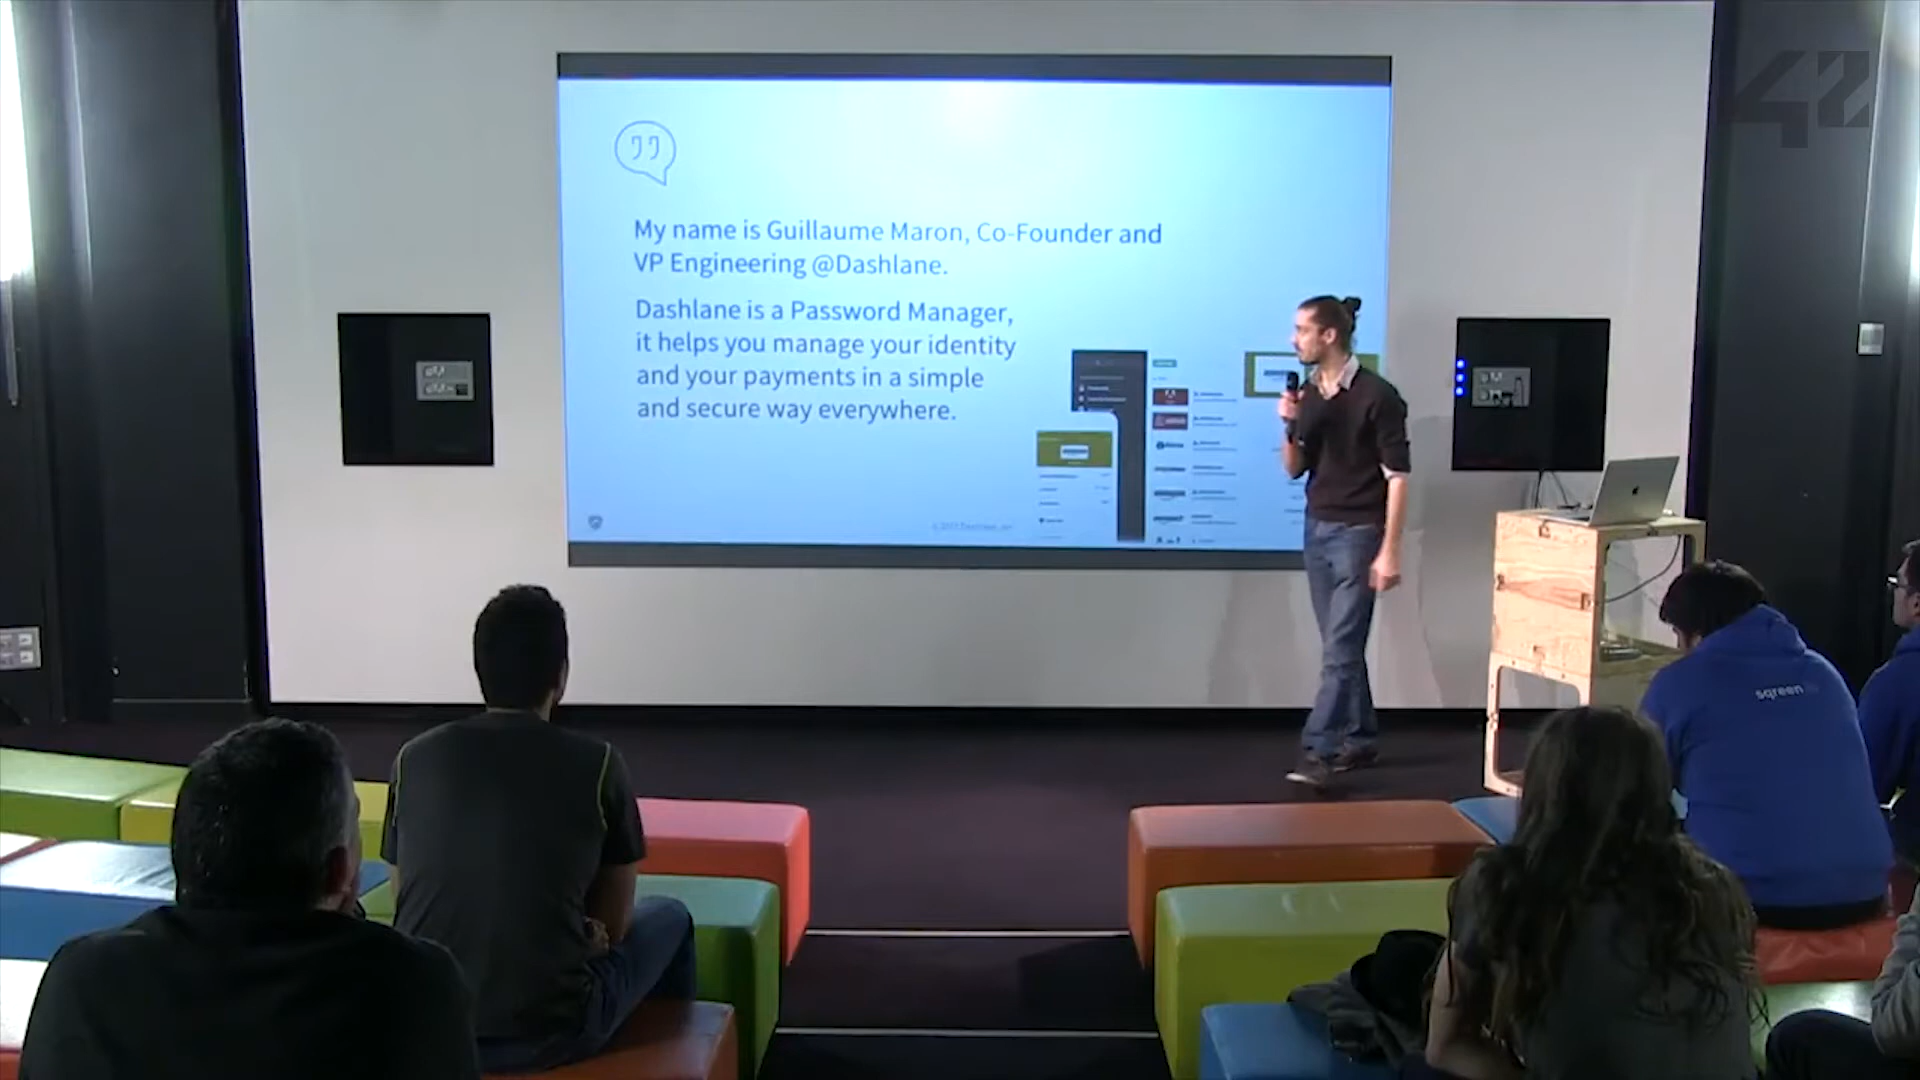 42
My name is Guillaume Maron, Co-Founder and
VP Engineering @Dashlane.
Dashlane is a Password Manager,
it helps you manage your identity
and your payments in a simple
and secure way everywhere.
sqreen